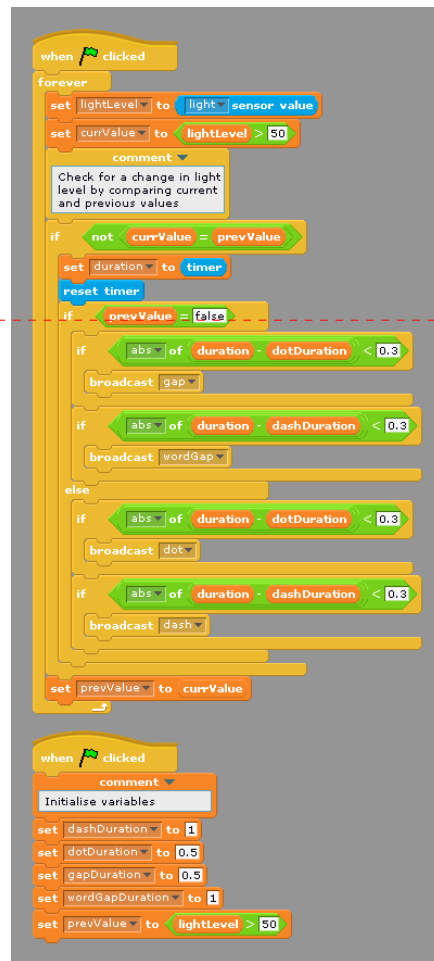 when clicked
forever
set lightLevel to light sensor value
set currValue to lightLevel > 50
comment
Check for a change in light
level by comparing current
and previous values
if not currValue = prevValue
set duration to timer
reset timer
if prevValue = false
if abs of duration - dotDuration < 0.3
broadcast gap
if abs of duration - dashDuration < 0.3
broadcast wordGap
else
if abs of duration - dotDuration < 0.3
broadcast dot
if abs of duration - dashDuration < 0.3
broadcast dash
set prevValue to currValue
when clicked
comment
Initialise variables
set dashDuration to 1
set dotDuration to 0.5
set gapDuration to 0.5
set wordGapDuration to 1
set prevValue to lightLevel > 50